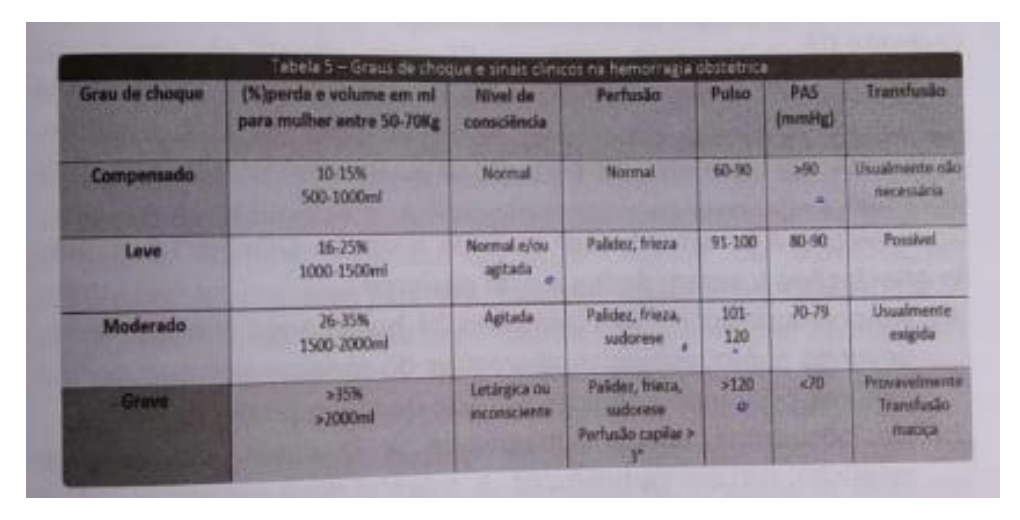 Tabela 5 – Graus de choque e sinais clínicos na hemorragia obstétrica
Grau de choque (%)perda e volume em ml Nível de Perfusão Pulso PAS Transfusão
para mulher entre 50-70Kg consciência (mmHg)
Compensado 10-15% Normal Normal 60-90 >90 Usualmente não
500-1000ml necessária
Leve 16-25% Normal e/ou Palidez, frieza 91-100 80-90 Possível
1000-1500ml agitada
Moderado 26-35% Agitada Palidez, frieza, 101- 70-79 Usualmente
1500-2000ml sudorese 120 exigida
Grave >35% Letárgica ou Palidez, frieza, >120 <70 Provavelmente
>2000ml inconsciente sudorese Transfusão
Perfusão capilar > maciça
3"